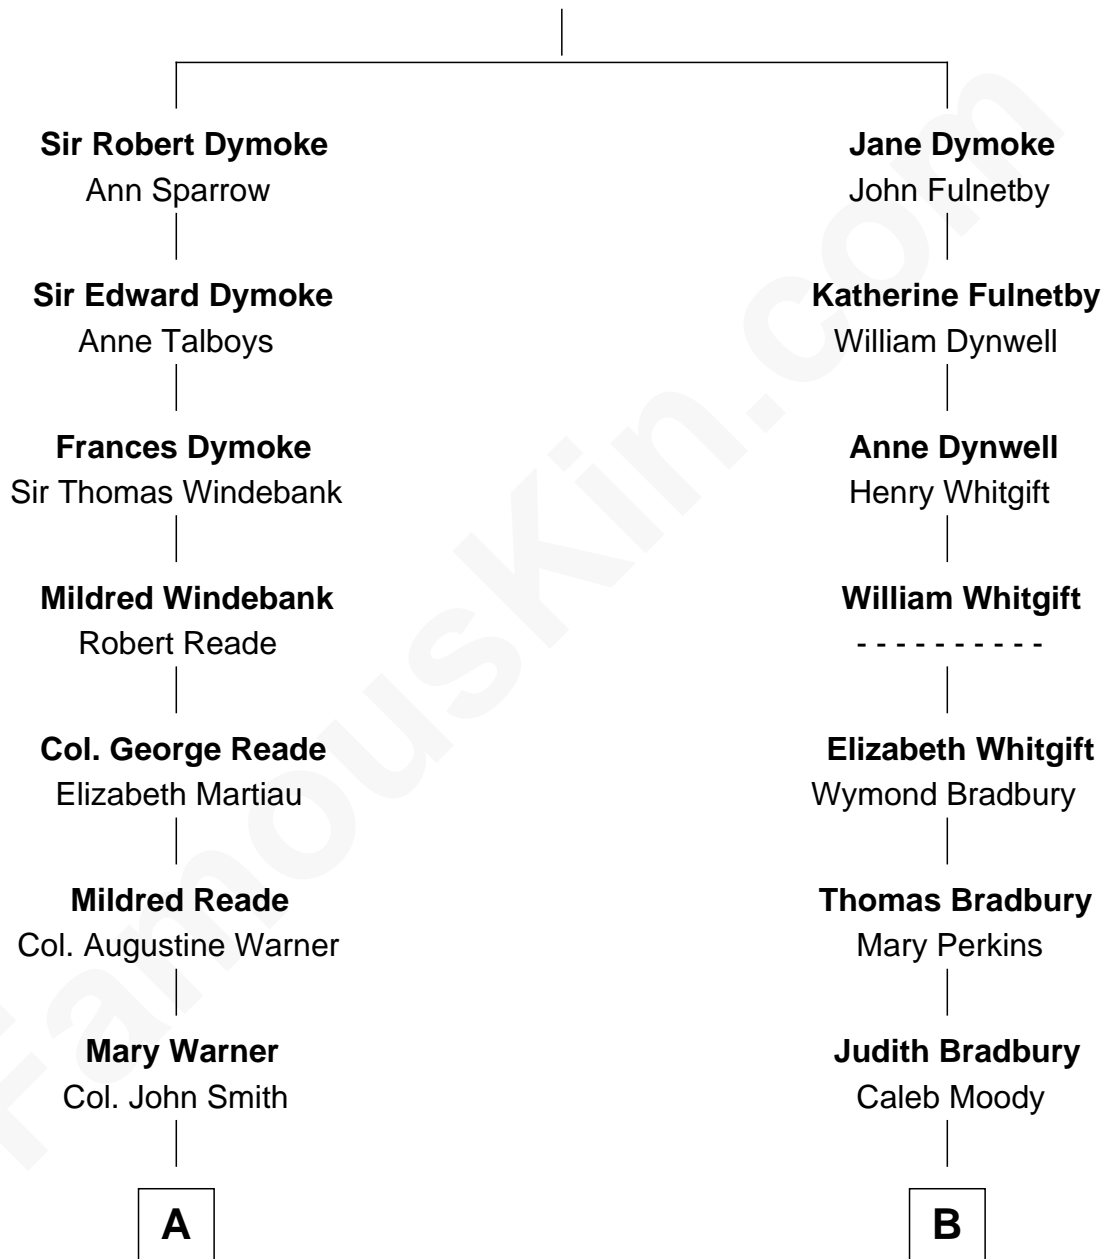 Sir Robert Dymoke
Ann Sparrow
Jane Dymoke
John Fulnetby
Sir Edward Dymoke
Anne Talboys
Katherine Fulnetby
William Dynwell
Frances Dymoke
Sir Thomas Windebank
Anne Dynwell
Henry Whitgift
Mildred Windebank
Robert Reade
William Whitgift
- - - - - - - - - -
Col. George Reade
Elizabeth Martiau
Elizabeth Whitgift
Wymond Bradbury
Mildred Reade
Col. Augustine Warner
Thomas Bradbury
Mary Perkins
Mary Warner
Col. John Smith
Judith Bradbury
Caleb Moody
A
B
FamousKin.com